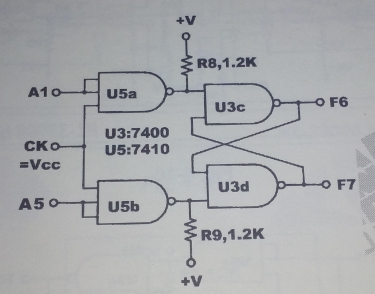 +V
R8,1.2K
A1
U5a
U3c
F6
U3:7400
U5:7410
CK
=Vcc
A5
U5b
U3d
F7
R9,1.2K
+V